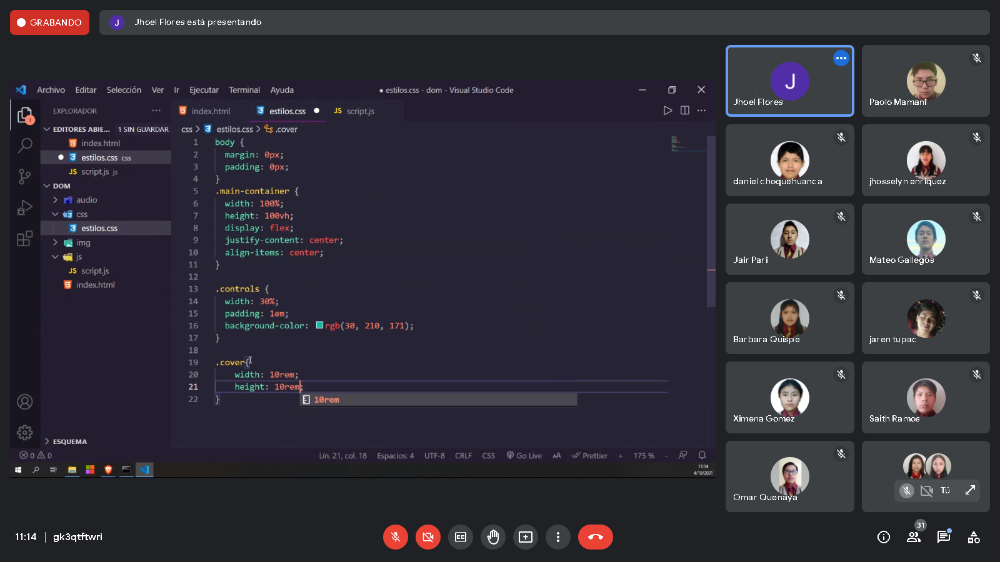 GRABANDO
J
Jhoel Flores está presentando
Archivo Editar Selección Ver Ir Ejecutar Terminal Ayuda
● estilos.css - dom - Visual Studio Code
EXPLORADOR
index.html
estilos.css
JS script.js
1
EDITORES ABIE... 1 SIN GUARDAR
index.html
estilos.css css
JS script.js js
DOM
audio
css
estilos.css
img
js
JS script.js
index.html
ESQUEMA
css > estilos.css > .cover
1 body {
2 margin: 0px;
3 padding: 0px;
4 }
5 .main-container {
6 width: 100%;
7 height: 100vh;
8 display: flex;
9 justify-content: center;
10 align-items: center;
11 }
12
13 .controls {
14 width: 30%;
15 padding: 1em;
16 background-color: rgb(30, 210, 171);
17 }
18
19 .cover{
20 width: 10rem;
21 height: 10rem;
22 }
10rem
0 0
Lín. 21, col. 18 Espacios: 4 UTF-8 CRLF CSS Go Live AA Prettier + 175 % -
11:14
4/10/2021
J
Jhoel Flores
Paolo Mamani
daniel choquehuanca
jhosselyn enriquez
Jair Pari
Mateo Gallegos
Barbara Quispe
jaren tupac
Ximena Gomez
Saith Ramos
Omar Quenaya
Tú
11:14 | gk3qtftwri
31